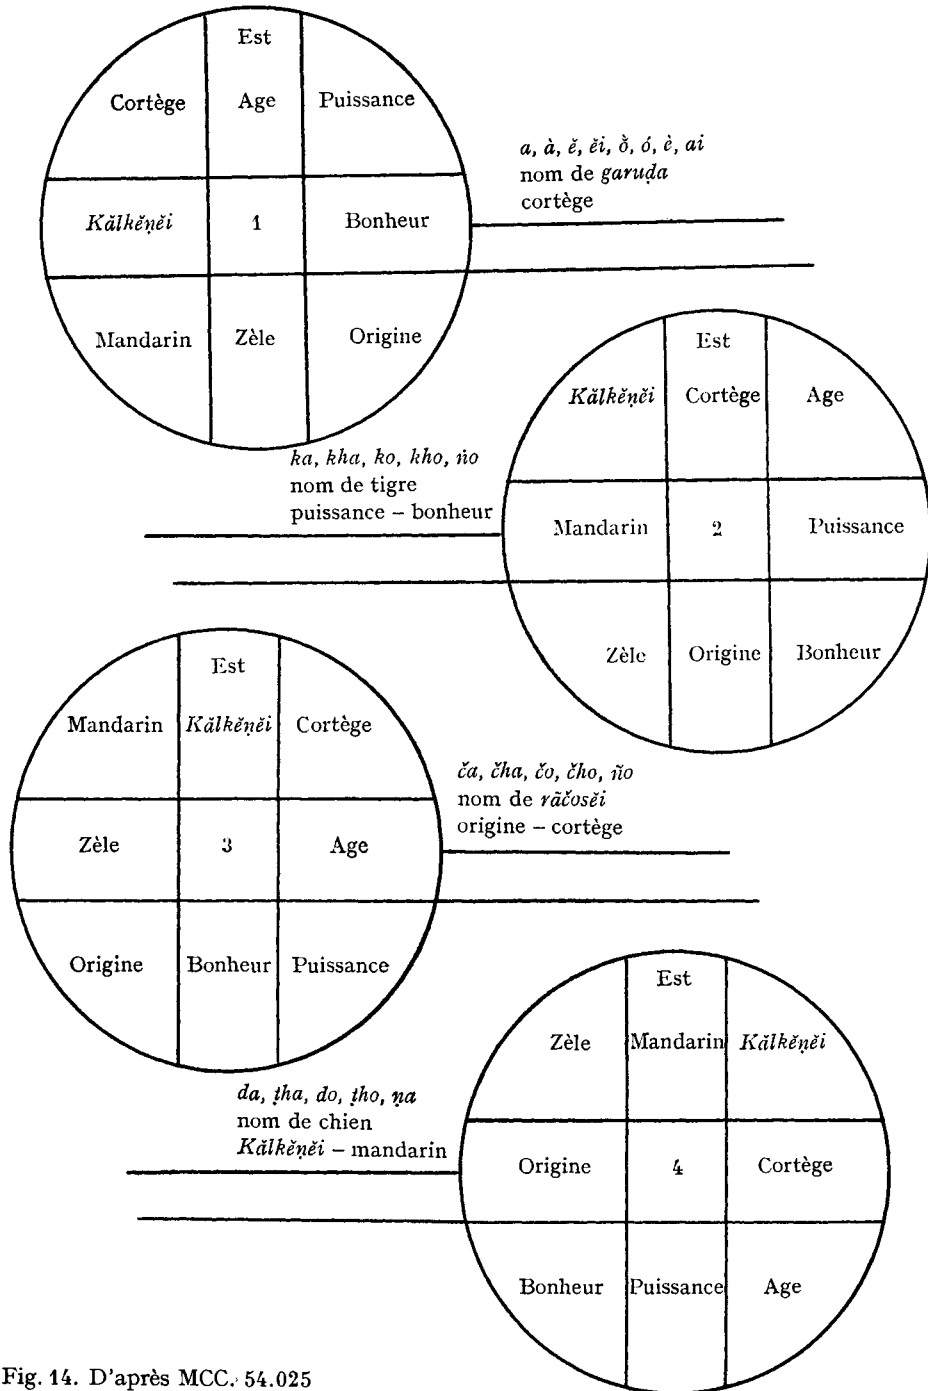 Est
Cortège Age Puissance
Kălkĕṇĕi 1 Bonheur
Mandarin Zèle Origine
a, à, ĕ, ĕi, ŏ̀, ó, è, ai
nom de garuḍa
cortège
Est
Kălkĕṇĕi Cortège Age
Mandarin 2 Puissance
Zèle Origine Bonheur
ka, kha, ko, kho, ṅo
nom de tigre
puissance – bonheur
Est
Mandarin Kălkĕṇĕi Cortège
Zèle 3 Age
Origine Bonheur Puissance
ča, čha, čo, čho, ño
nom de rãčosĕi
origine – cortège
Est
Zèle Mandarin Kălkĕṇĕi
Origine 4 Cortège
Bonheur Puissance Age
da, ṭha, do, ṭho, ṇa
nom de chien
Kălkĕṇĕi – mandarin
Fig. 14. D'après MCC. 54.025